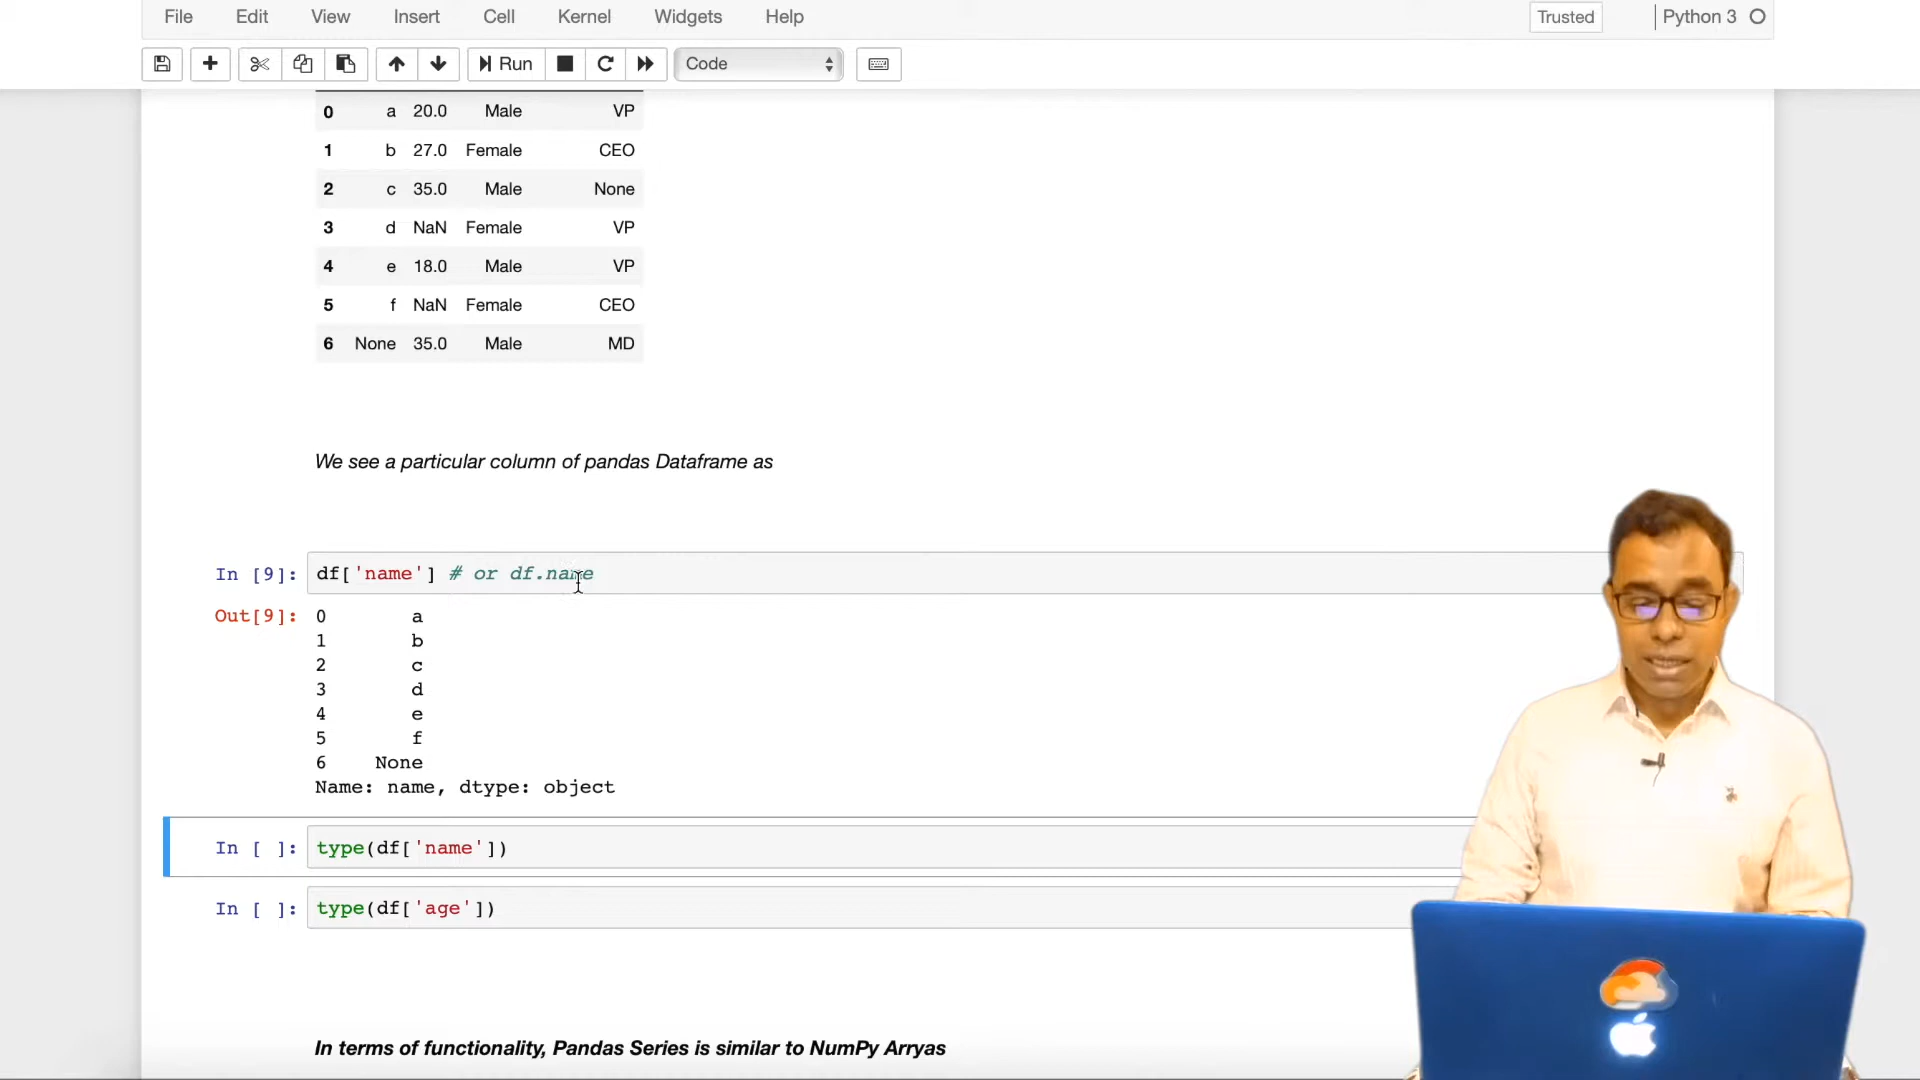 File Edit View Insert Cell Kernel Widgets Help Trusted Python 3
Run Code
0 a 20.0 Male VP
1 b 27.0 Female CEO
2 c 35.0 Male None
3 d NaN Female VP
4 e 18.0 Male VP
5 f NaN Female CEO
6 None 35.0 Male MD
We see a particular column of pandas Dataframe as
In [9]: df['name'] # or df.name
Out[9]: 0 a
1 b
2 c
3 d
4 e
5 f
6 None
Name: name, dtype: object
In [ ]: type(df['name'])
In [ ]: type(df['age'])
In terms of functionality, Pandas Series is similar to NumPy Arryas